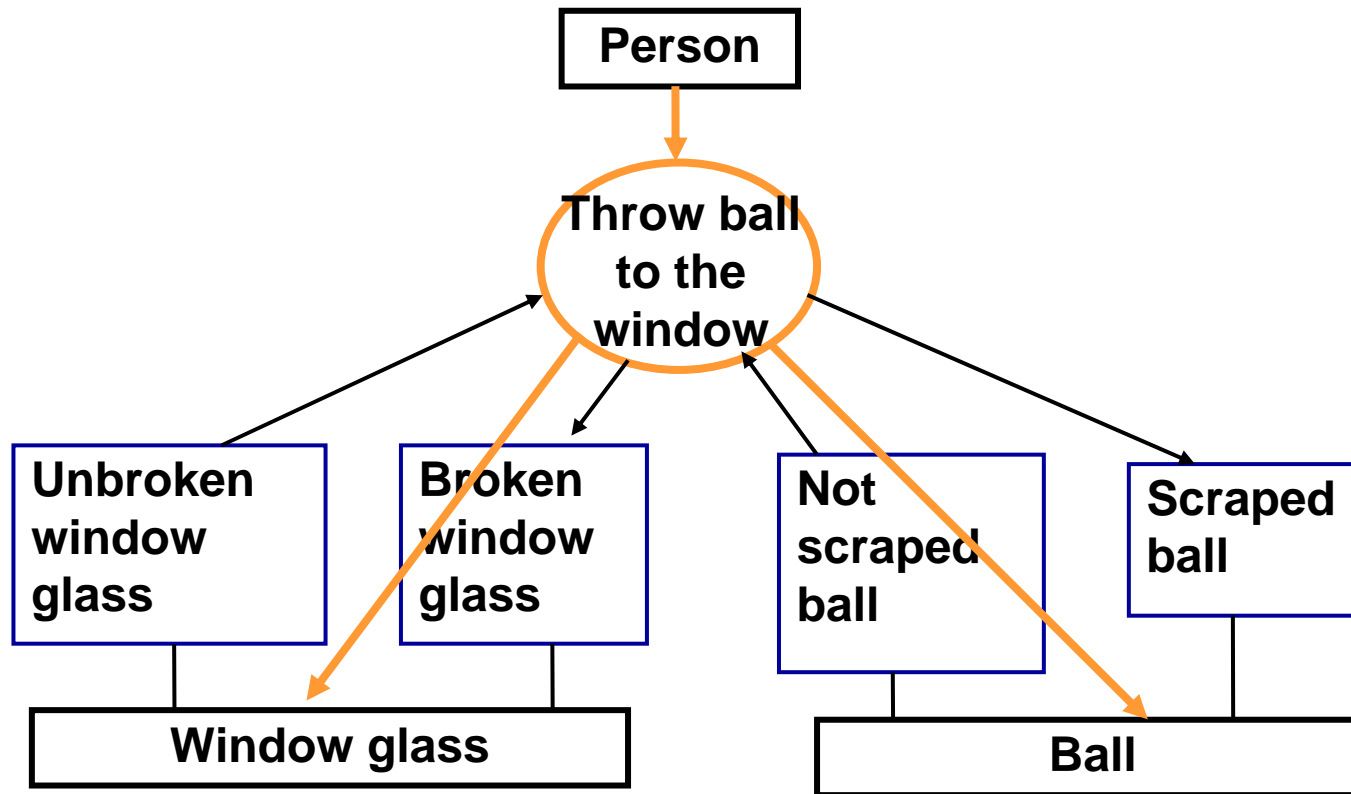 Person
Throw ball
to the
window
Unbroken
window
glass
Broken
window
glass
Not
scraped
ball
Scraped
ball
Window glass
Ball